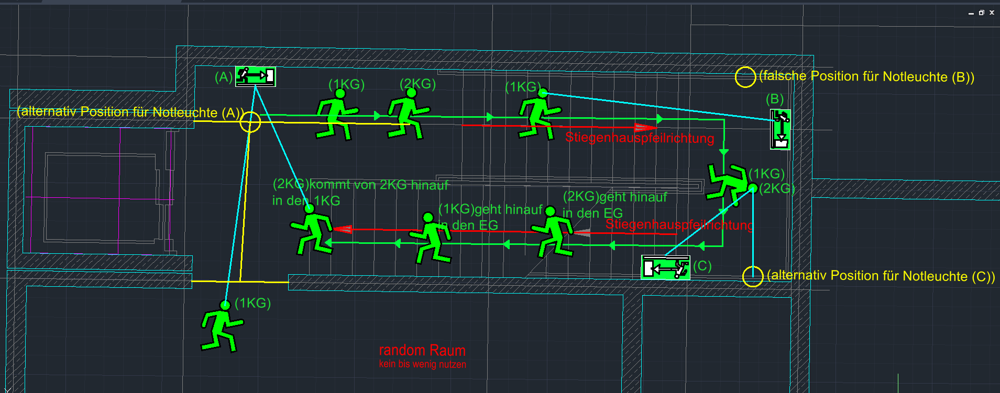 (falsche Position für Notleuchte (B))
(A)
(1KG)
(2KG)
(1KG)
(B)
(alternativ Position für Notleuchte (A))
Stiegenhauspfeilrichtung
(1KG)
(2KG)
(2KG)kommt von 2KG hinauf
in den 1KG
(2KG)geht hinauf
in den EG
(1KG)geht hinauf
in den EG
Stiegenhauspfeilrichtung
(C)
(alternativ Position für Notleuchte (C))
(1KG)
random Raum
kein bis wenig nutzen